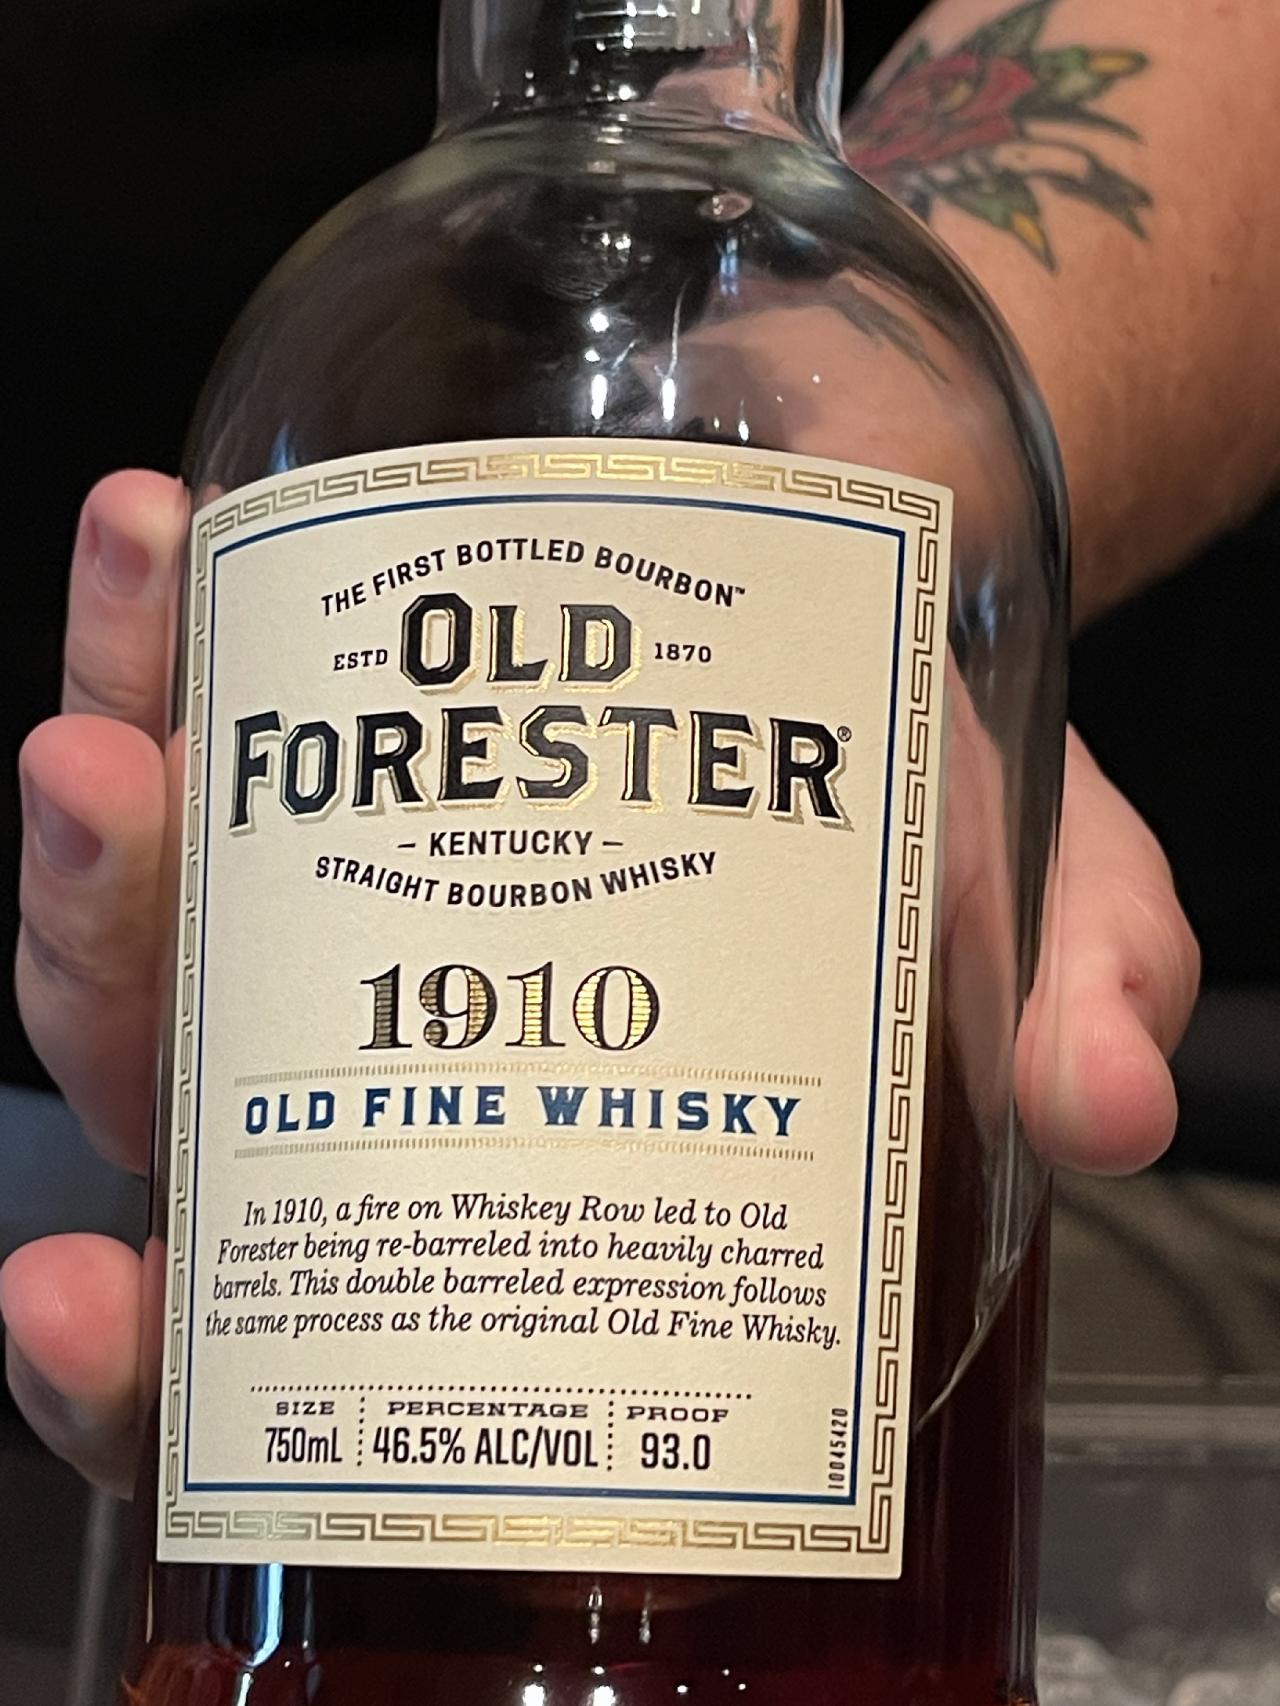 THE FIRST BOTTLED BOURBON™
ESTD OLD 1870
FORESTER®
– KENTUCKY –
STRAIGHT BOURBON WHISKY
1910
OLD FINE WHISKY
In 1910, a fire on Whiskey Row led to Old
Forester being re-barreled into heavily charred
barrels. This double barreled expression follows
the same process as the original Old Fine Whisky.
SIZE PERCENTAGE PROOF
750mL 46.5% ALC/VOL 93.0
10045420